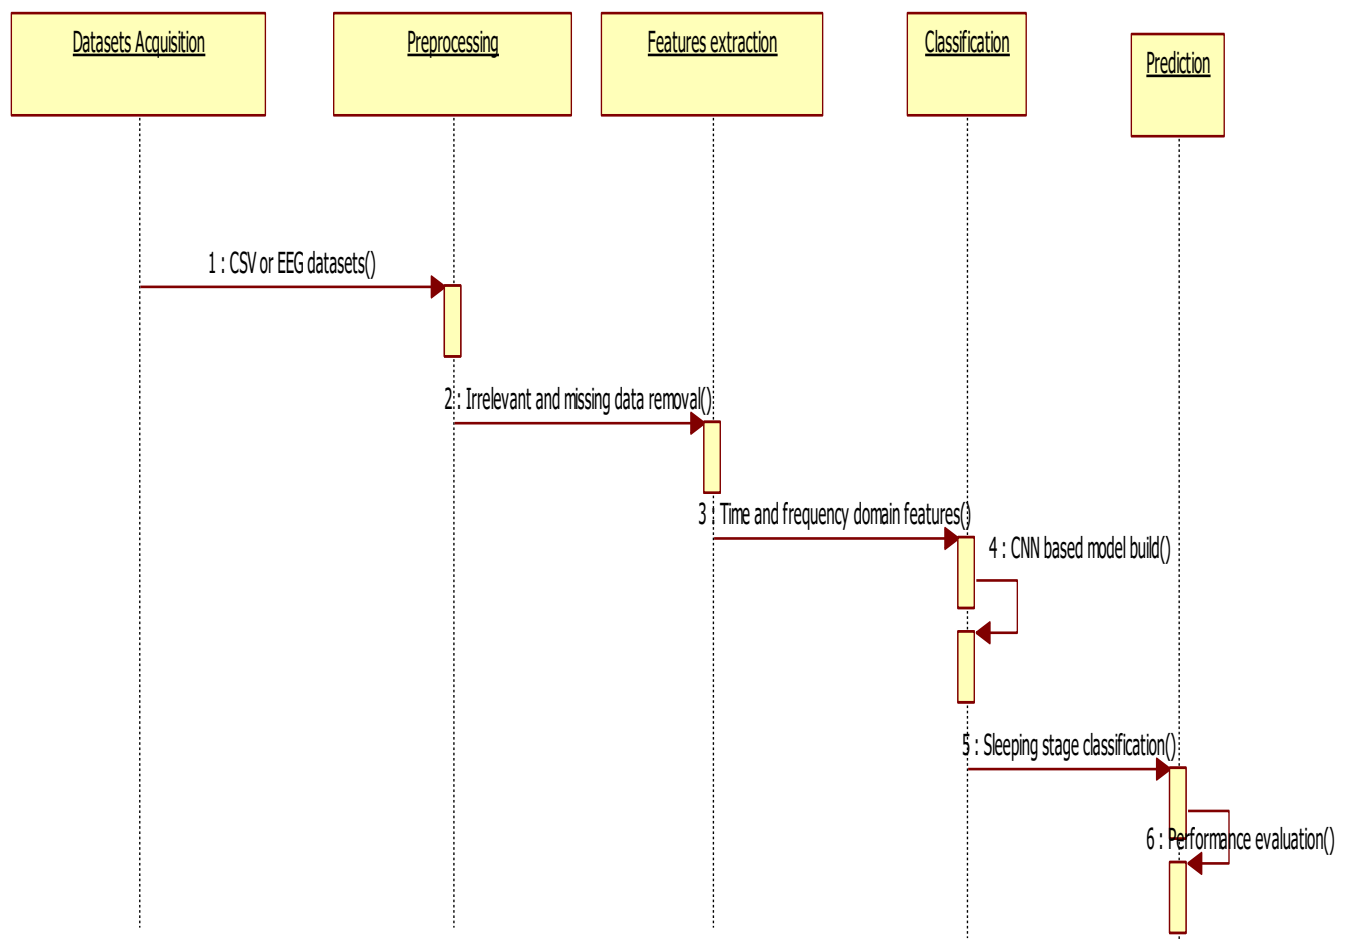 Datasets Acquisition
Preprocessing
Features extraction
Classification
Prediction
1 : CSV or EEG datasets()
2 : Irrelevant and missing data removal()
3 : Time and frequency domain features()
4 : CNN based model build()
5 : Sleeping stage classification()
6 : Performance evaluation()